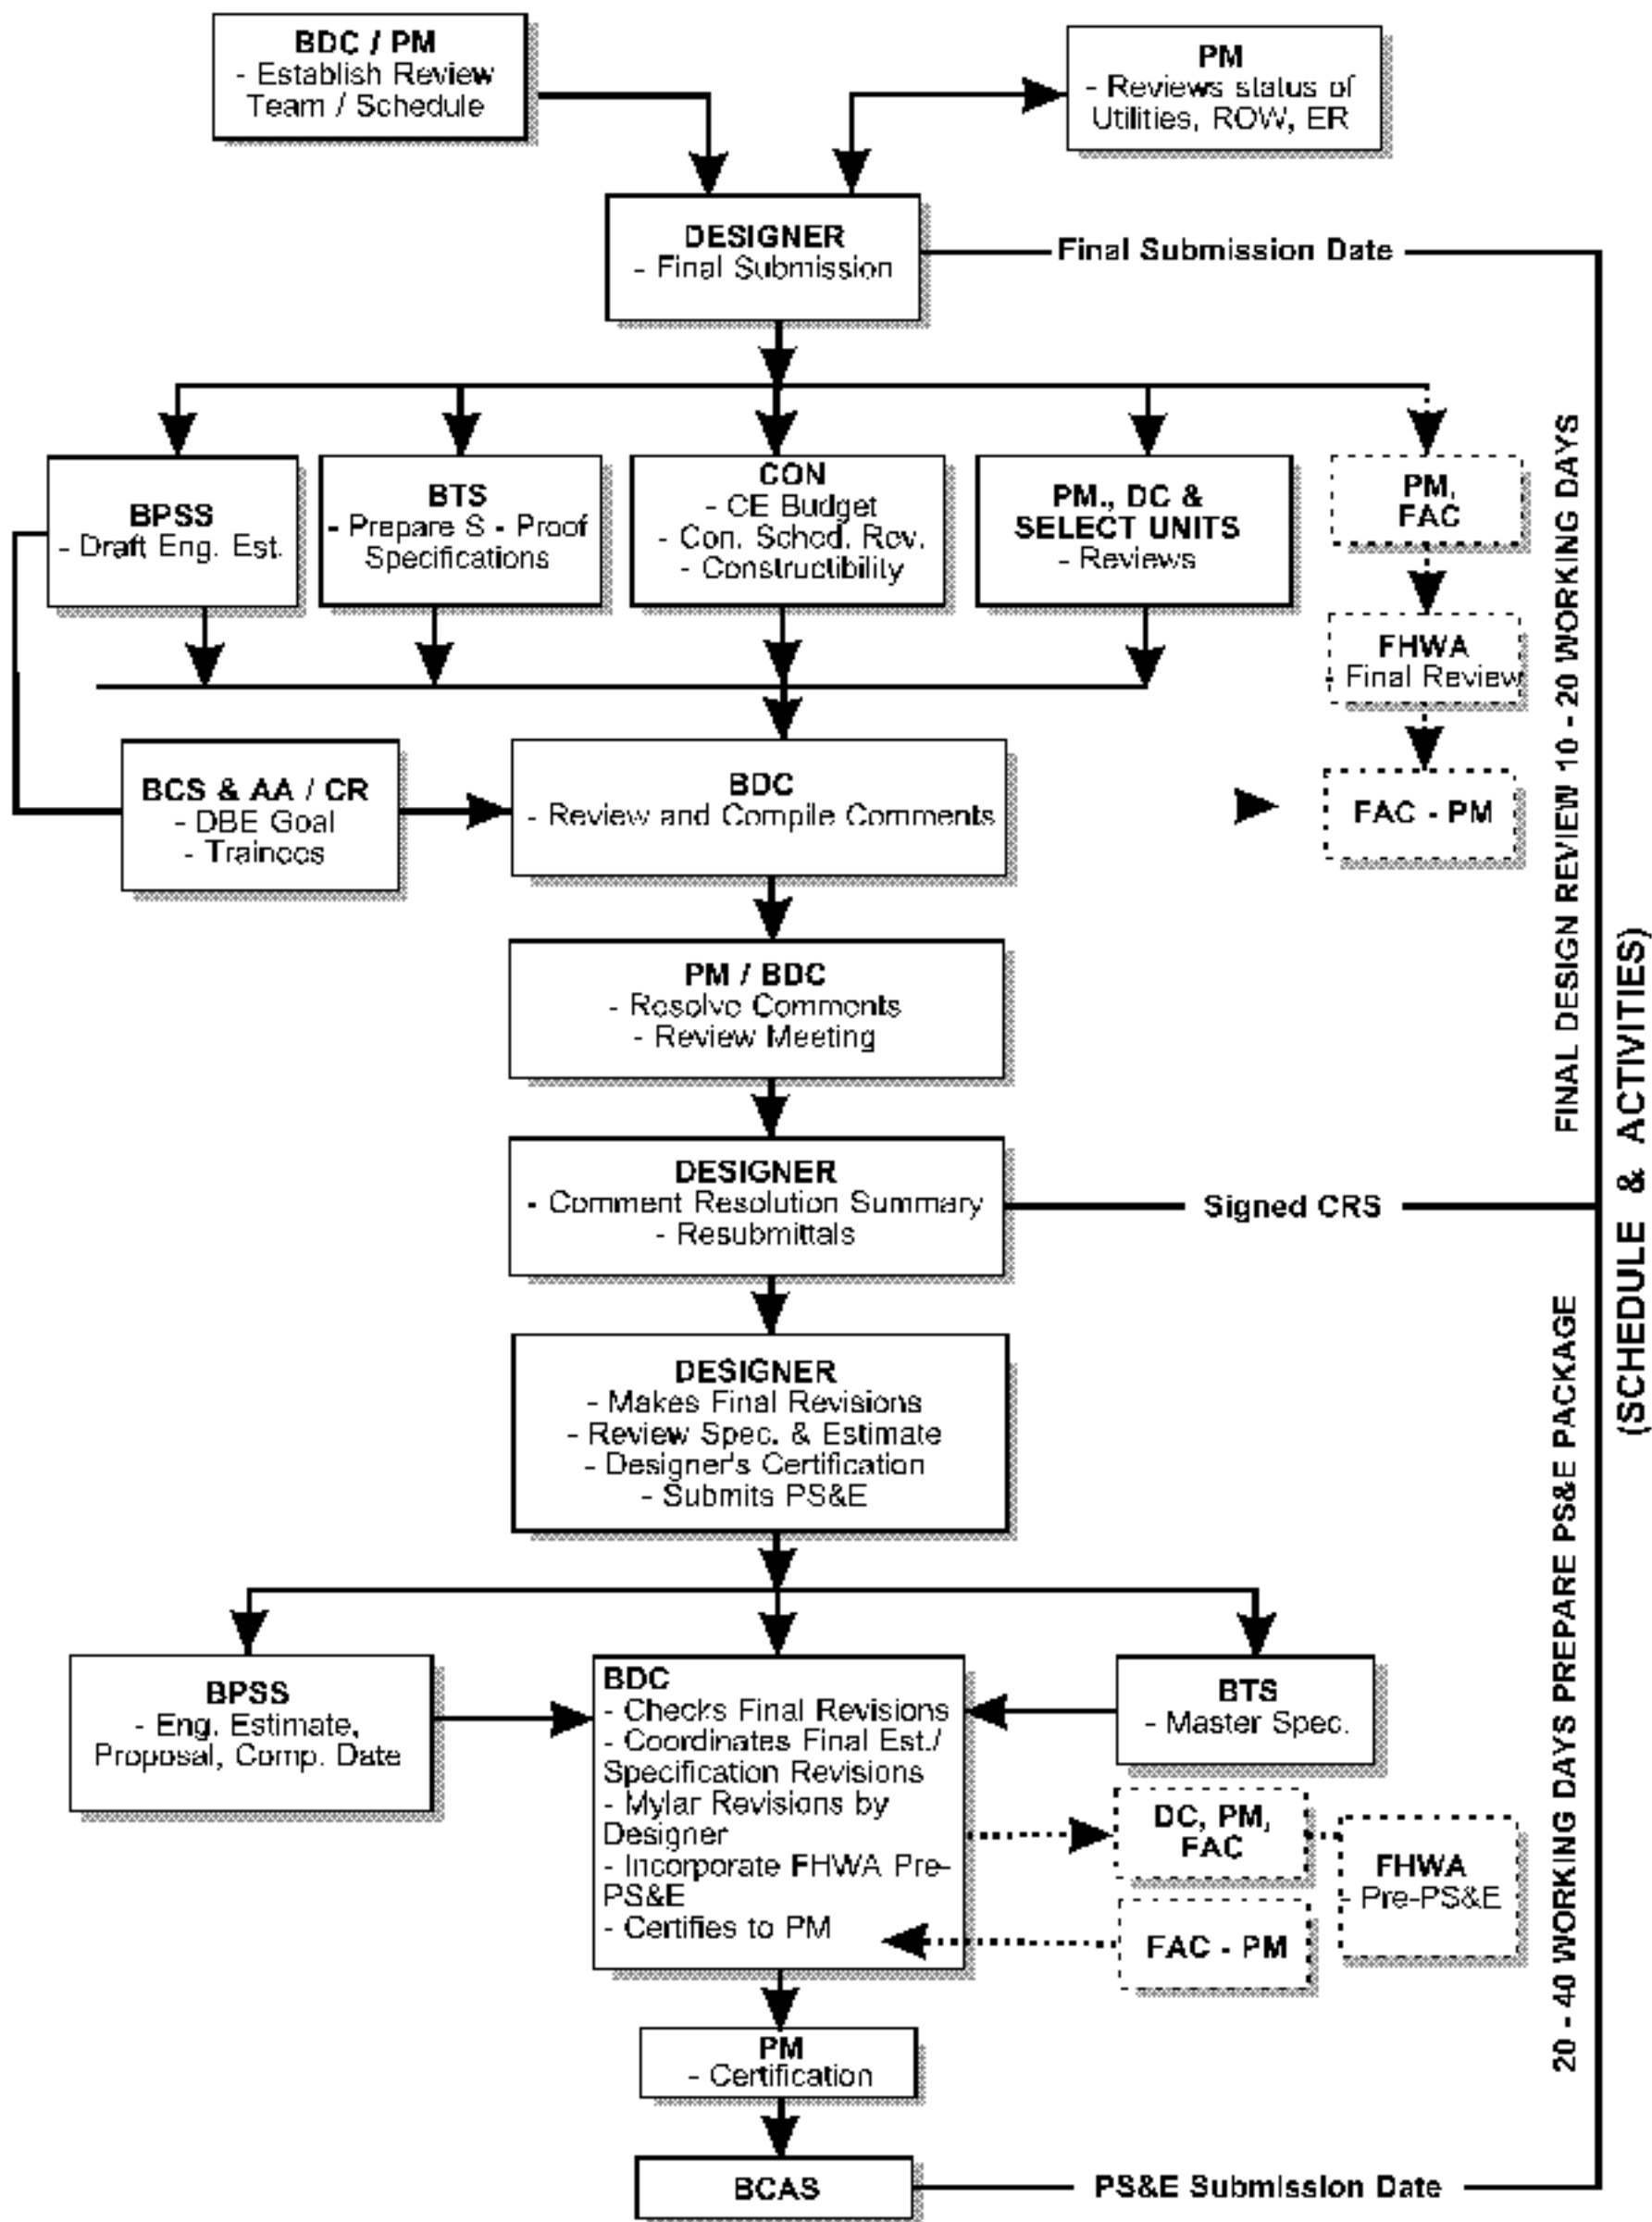 BDC / PM
- Establish Review
Team / Schedule
PM
- Reviews status of
Utilities, ROW, ER
DESIGNER
- Final Submission
Final Submission Date
BPSS
- Draft Eng. Est.
BTS
- Prepare S - Proof
Specifications
CON
- CE Budget
- Con. Sched. Rev.
- Constructibility
PM., DC &
SELECT UNITS
- Reviews
PM,
FAC
FHWA
- Final Review
BCS & AA / CR
- DBE Goal
- Trainees
BDC
- Review and Compile Comments
FAC - PM
PM / BDC
- Resolve Comments
- Review Meeting
DESIGNER
- Comment Resolution Summary
- Resubmittals
Signed CRS
DESIGNER
- Makes Final Revisions
- Review Spec. & Estimate
- Designer's Certification
- Submits PS&E
BPSS
- Eng. Estimate,
Proposal, Comp. Date
BDC
- Checks Final Revisions
- Coordinates Final Est./
Specification Revisions
- Mylar Revisions by
Designer
- Incorporate FHWA Pre-
PS&E
- Certifies to PM
BTS
- Master Spec.
DC, PM,
FAC
FHWA
- Pre-PS&E
FAC - PM
PM
- Certification
BCAS
PS&E Submission Date
FINAL DESIGN REVIEW 10 - 20 WORKING DAYS
20 - 40 WORKING DAYS PREPARE PS&E PACKAGE
(SCHEDULE & ACTIVITIES)